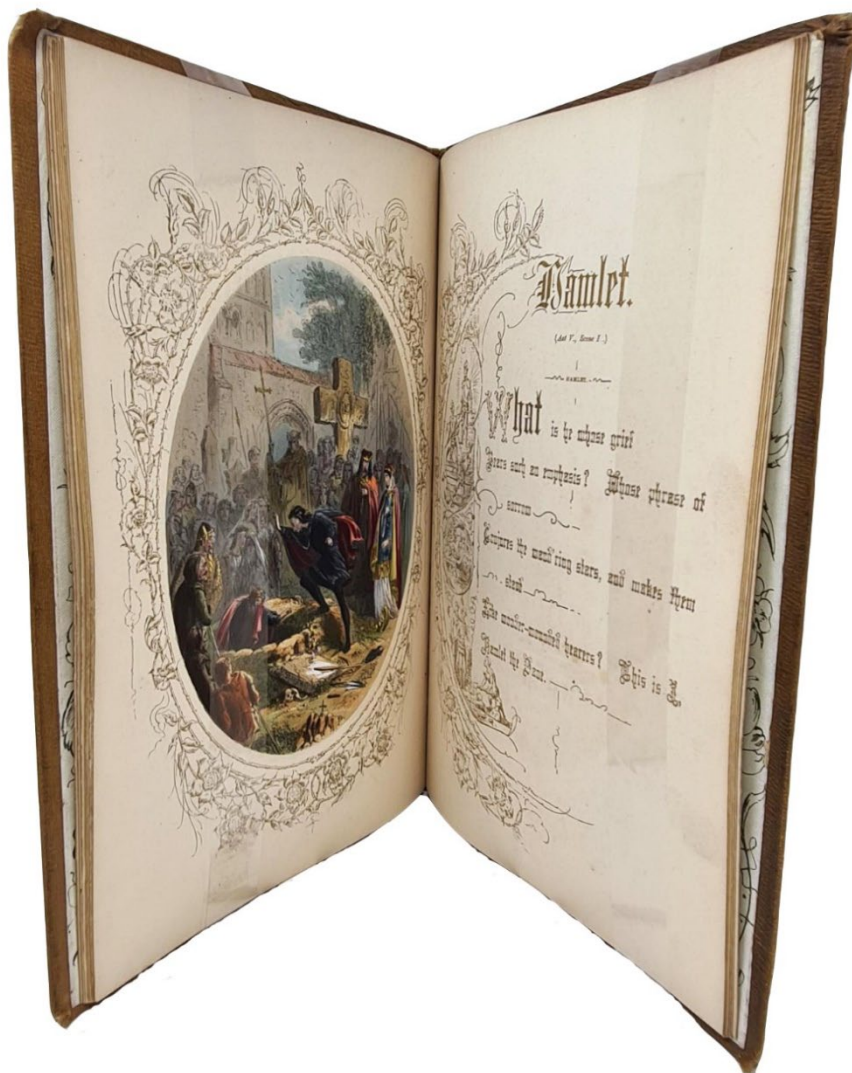 Hamlet.
(Act V., Scene I.)
HAMLET.
What is he whose grief
Bears such an emphasis? Whose phrase of
sorrow
Conjures the wand'ring stars, and makes them
stand
Like wonder-wounded hearers? This is I,
Hamlet the Dane.